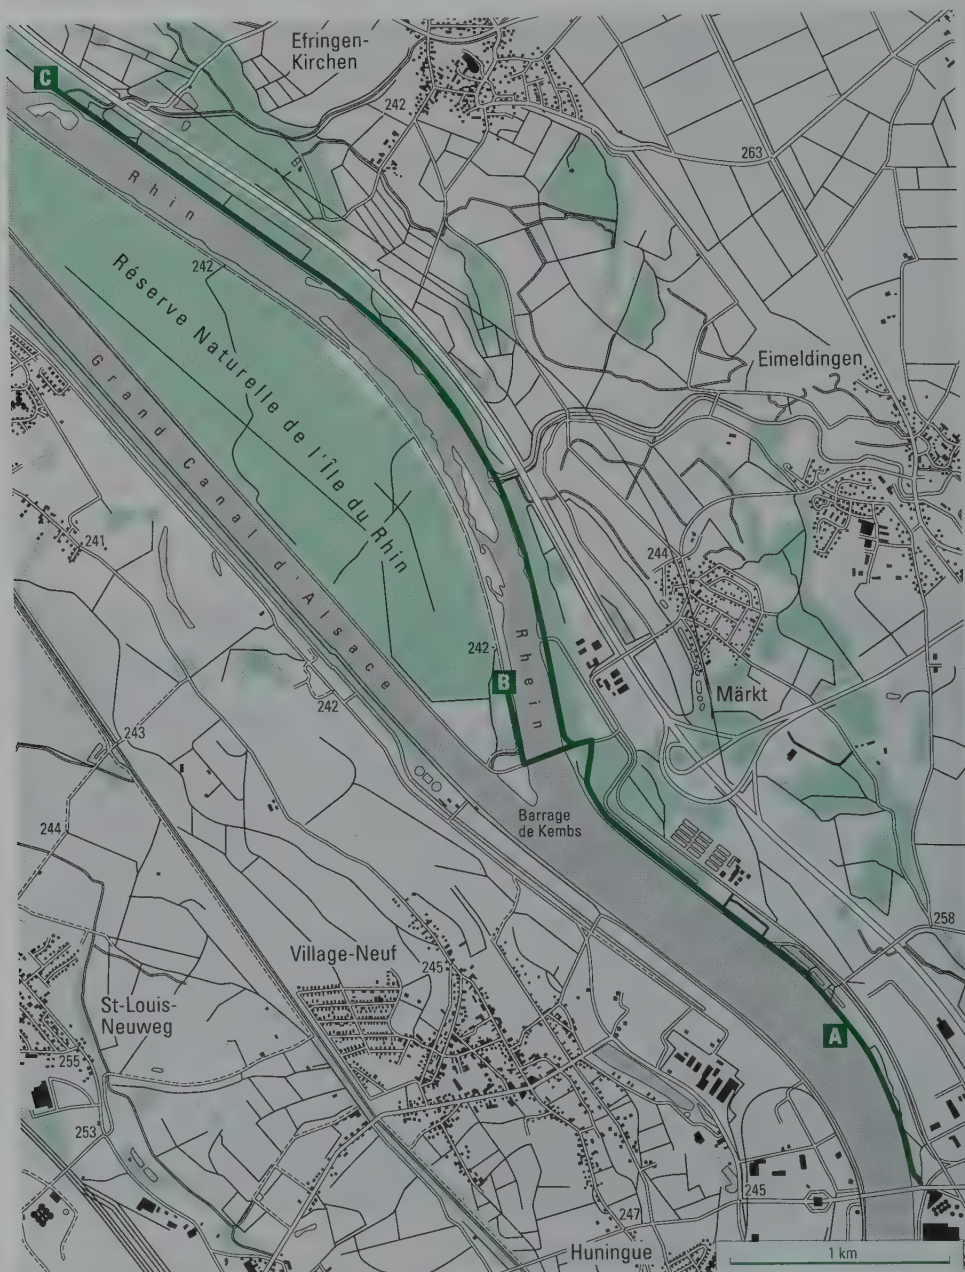 Efringen-
Kirchen
C
242
263
Rhin
242
Réserve Naturelle de l'Île du Rhin
Grand Canal d'Alsace
Eimeldingen
241
244
Rhein
242
B
Märkt
242
243
Barrage
de Kembs
244
258
Village-Neuf
245
St-Louis-
Neuweg
A
255
253
245
247
Huningue
1 km